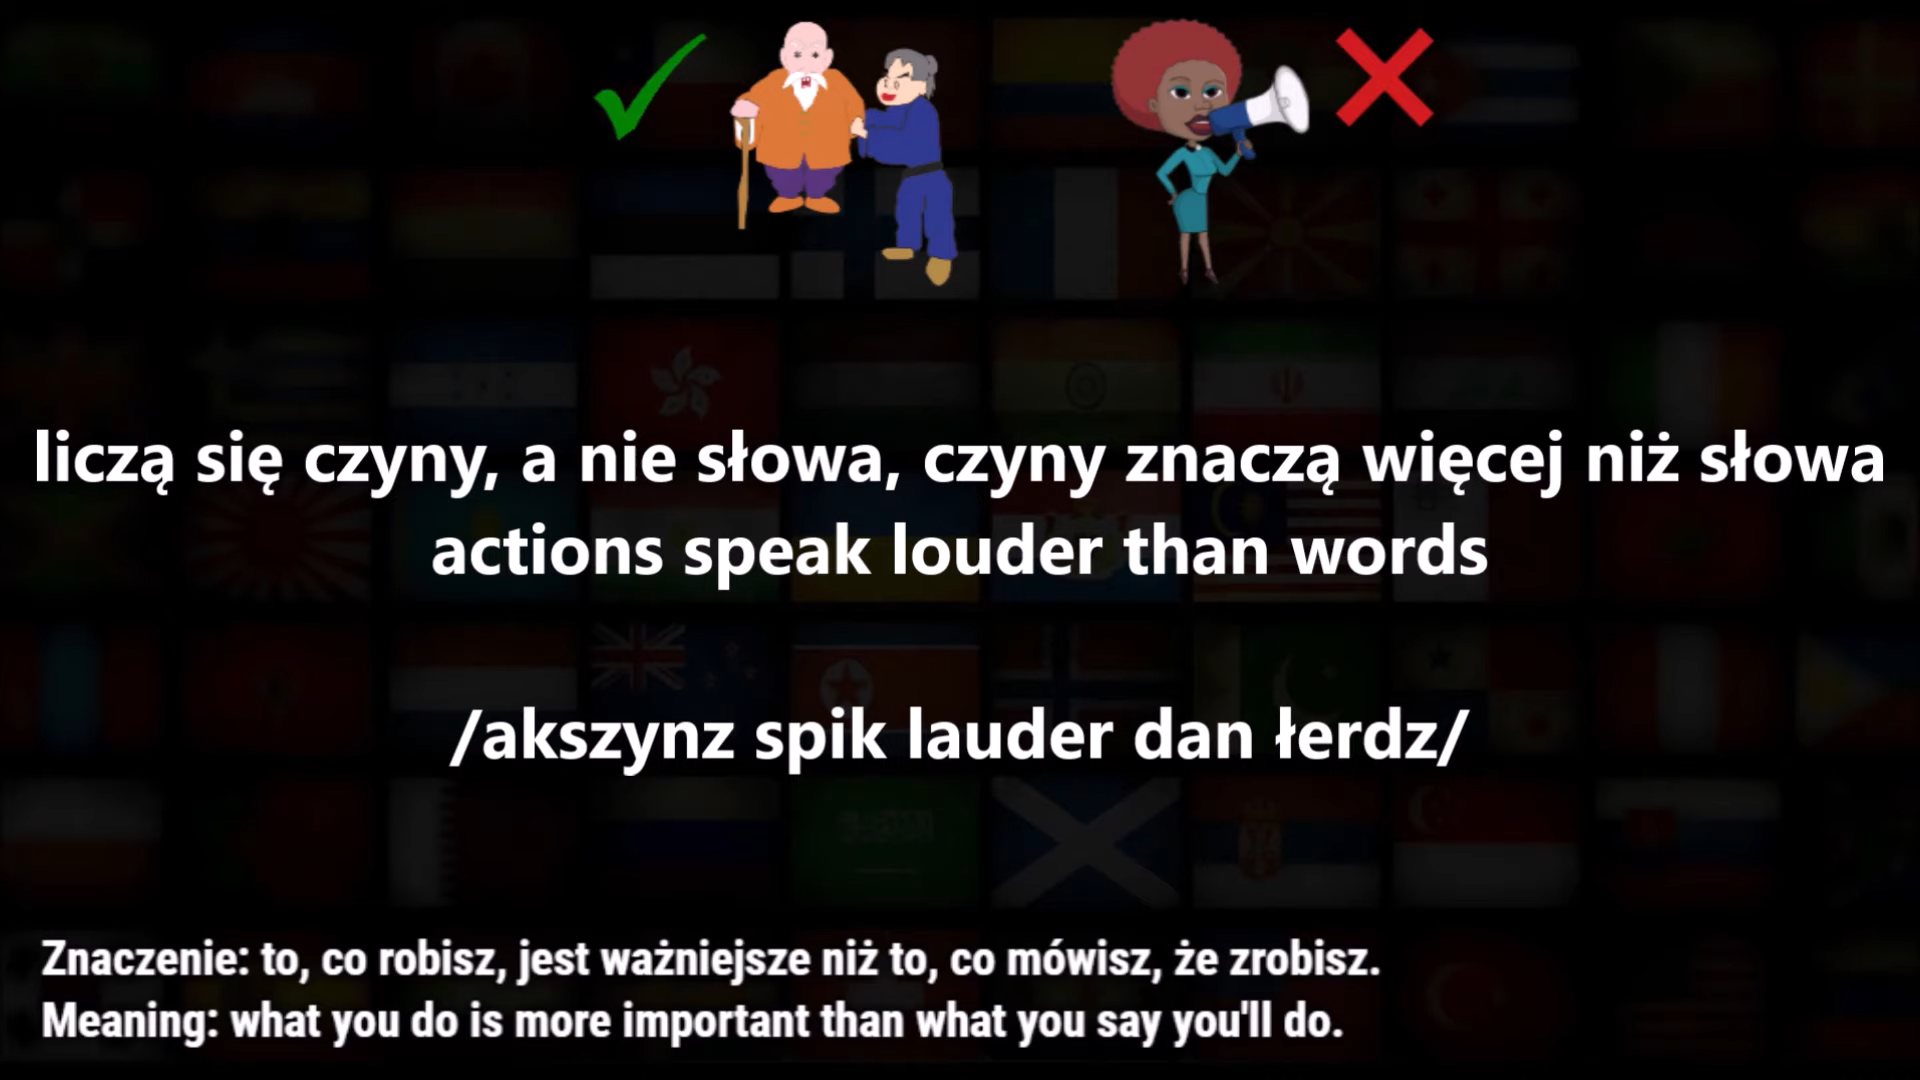 liczą się czyny, a nie słowa, czyny znaczą więcej niż słowa
actions speak louder than words
/akszynz spik lauder dan łerdz/
Znaczenie: to, co robisz, jest ważniejsze niż to, co mówisz, że zrobisz.
Meaning: what you do is more important than what you say you'll do.